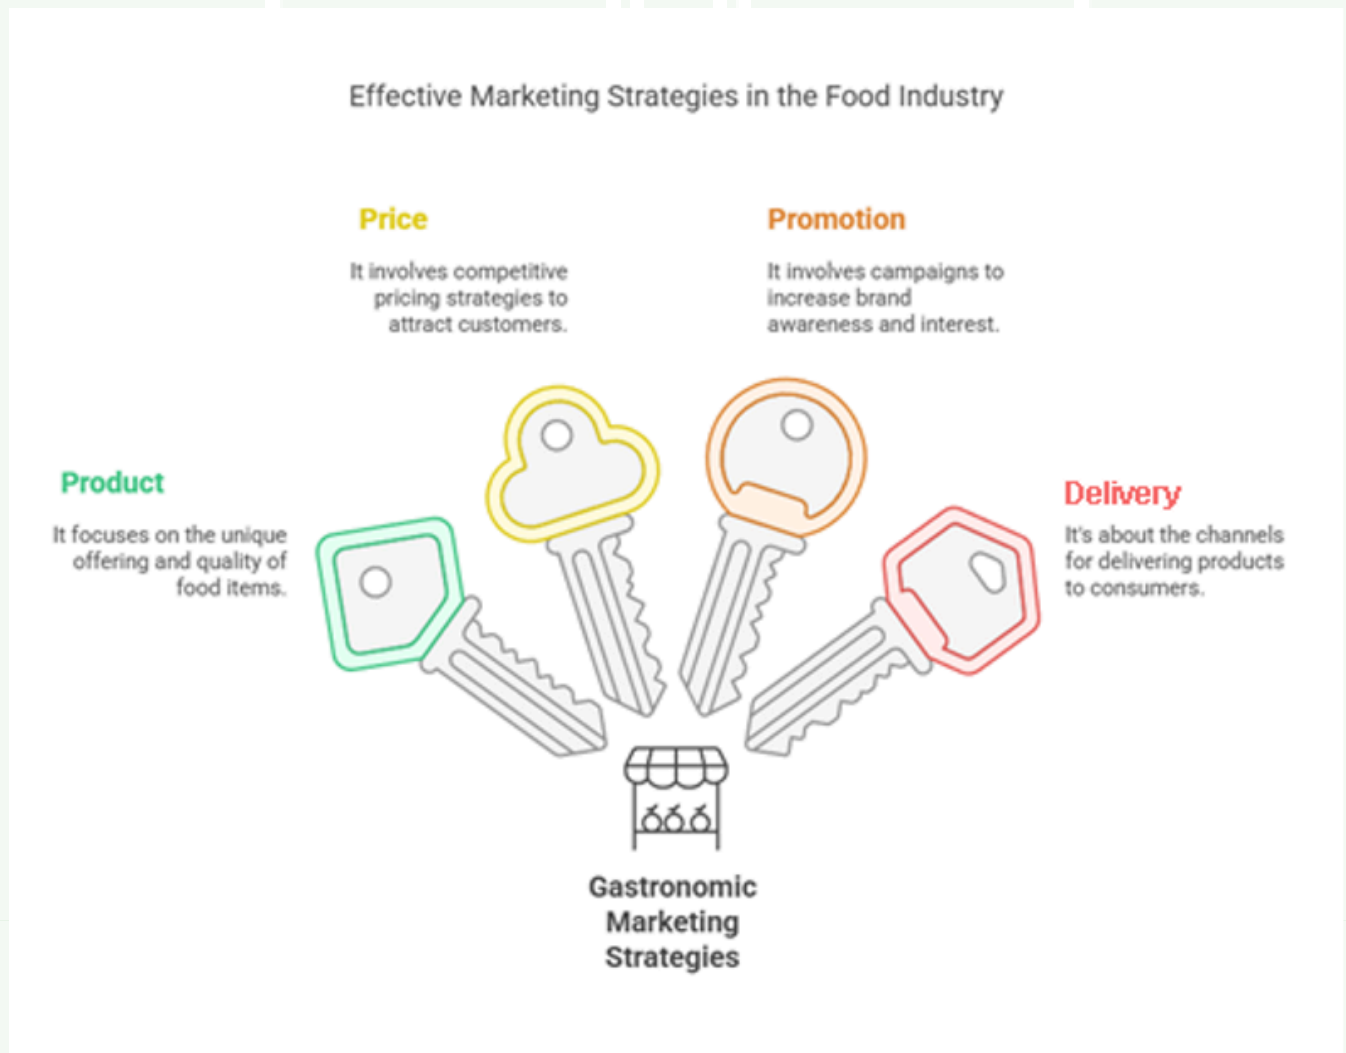 Effective Marketing Strategies in the Food Industry
Price
It involves competitive
pricing strategies to
attract customers.
Promotion
It involves campaigns to
increase brand
awareness and interest.
Product
It focuses on the unique
offering and quality of
food items.
Delivery
It's about the channels
for delivering products
to consumers.
Gastronomic
Marketing
Strategies